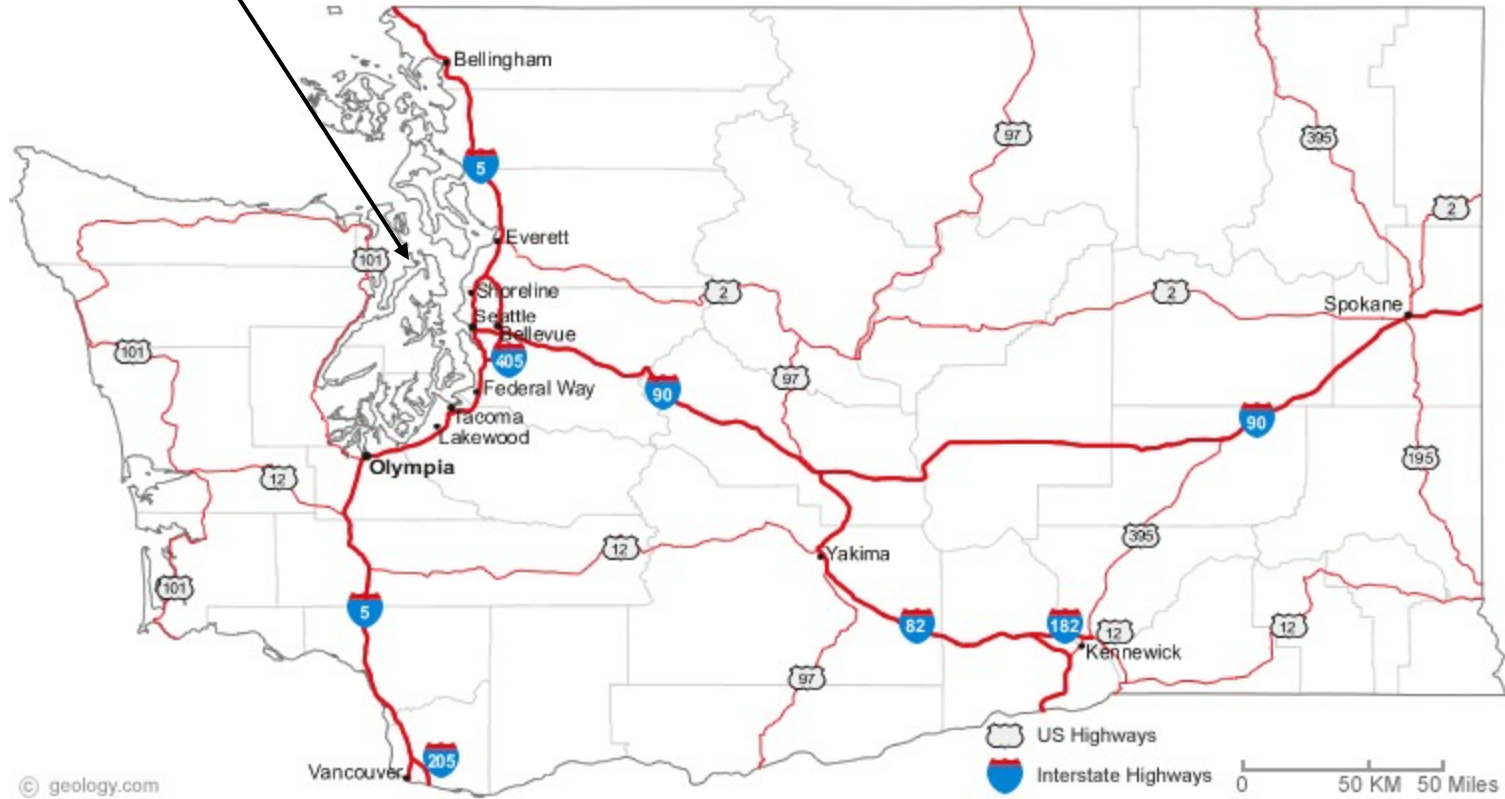 Bellingham
97
395
5
2
Everett
101
Shoreline
2
2
Spokane
Seattle
Bellevue
101
405
97
Federal Way
90
90
Tacoma
Lakewood
Olympia
195
12
395
12
Yakima
101
5
82
182
12
12
Kennewick
97
US Highways
205
Vancouver
Interstate Highways
0 50 KM 50 Miles
© geology.com